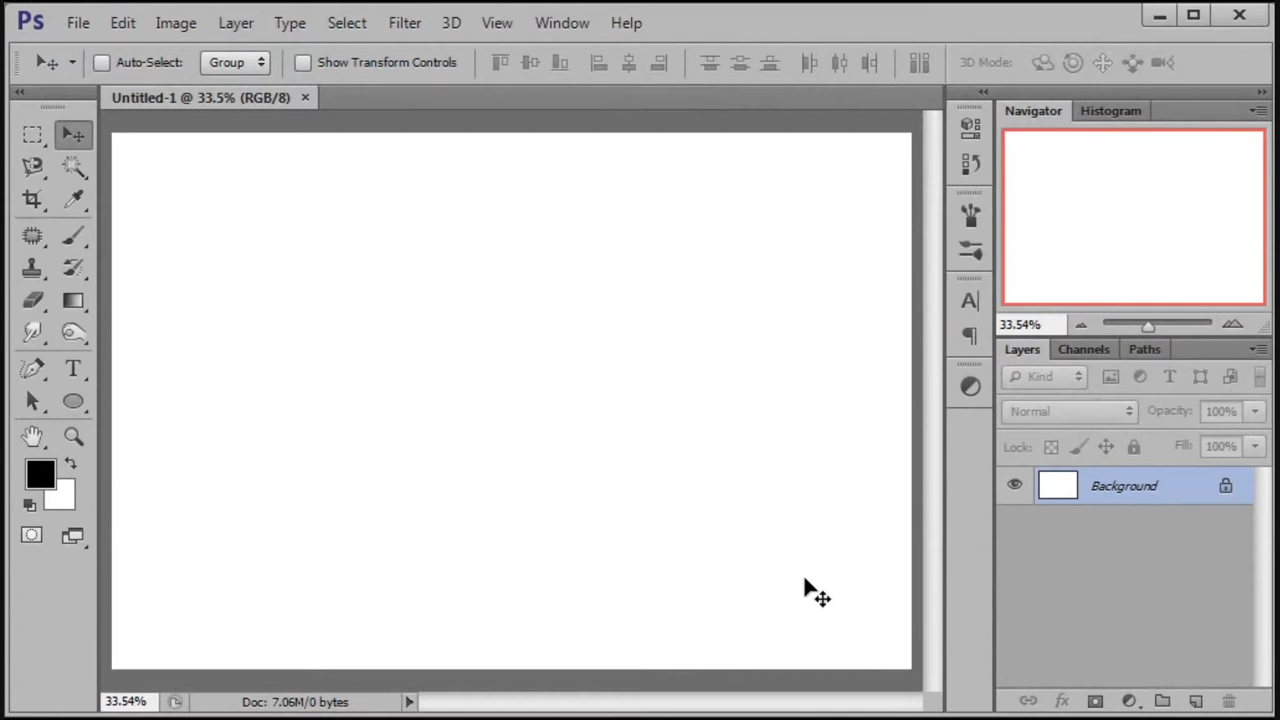 Ps File Edit Image Layer Type Select Filter 3D View Window Help
Auto-Select: Group Show Transform Controls 3D Mode:
Untitled-1 @ 33.5% (RGB/8) ×
Navigator Histogram
33.54%
Layers Channels Paths
Kind
Normal Opacity: 100%
Lock: Fill: 100%
Background
33.54% Doc: 7.06M/0 bytes